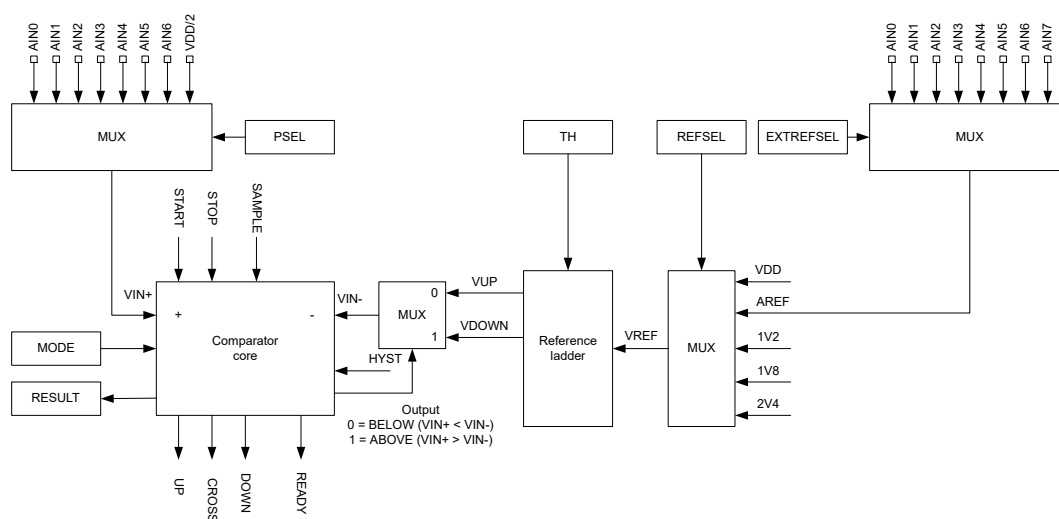 AIN0
AIN1
AIN2
AIN3
AIN4
AIN5
AIN6
VDD/2
AIN0
AIN1
AIN2
AIN3
AIN4
AIN5
AIN6
AIN7
MUX
PSEL
TH
REFSEL
EXTREFSEL
MUX
START
STOP
SAMPLE
VIN+
+
-
VIN-
MUX
0
1
VUP
VDOWN
VDD
AREF
MODE
Comparator
core
HYST
Reference
ladder
VREF
MUX
1V2
1V8
2V4
RESULT
Output
0 = BELOW (VIN+ < VIN-)
1 = ABOVE (VIN+ > VIN-)
UP
CROSS
DOWN
READY